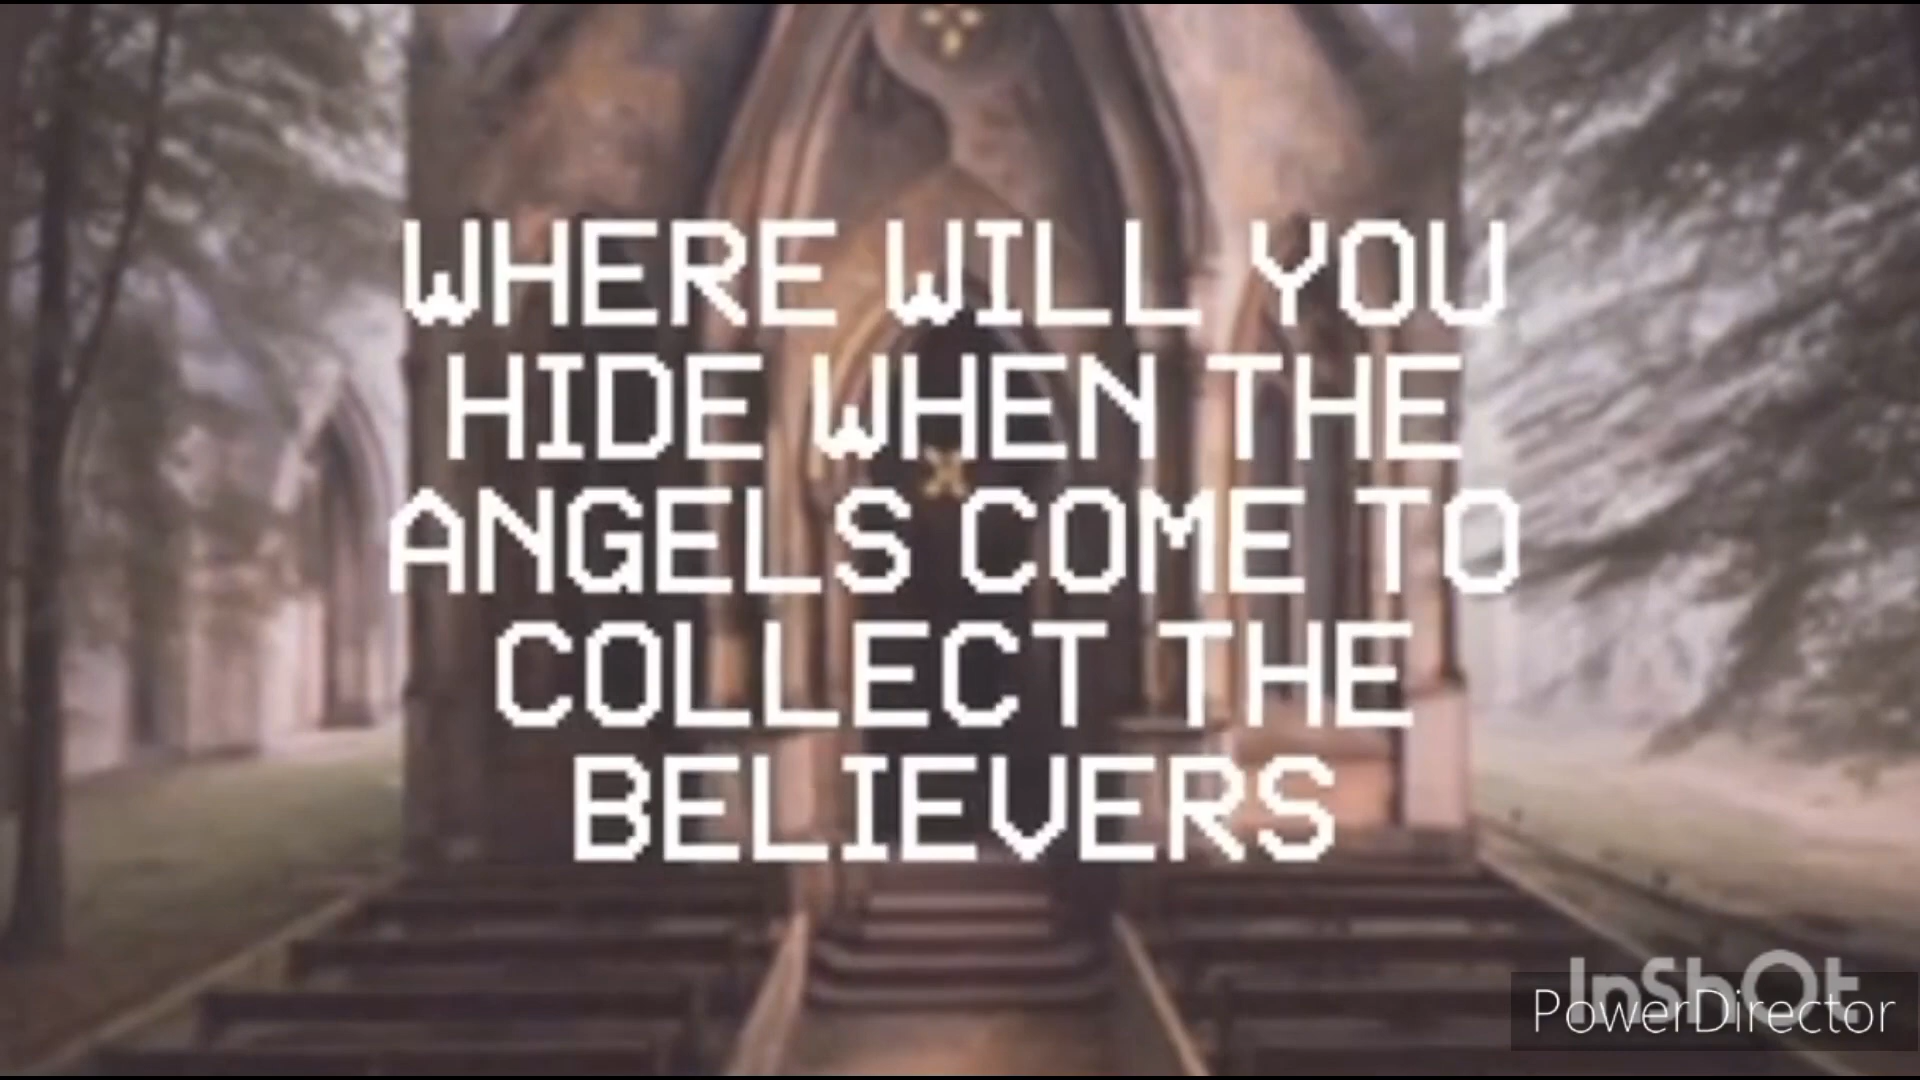 WHERE WILL YOU
HIDE WHEN THE
ANGELS COME TO
COLLECT THE
BELIEVERS
InShOt
PowerDirector